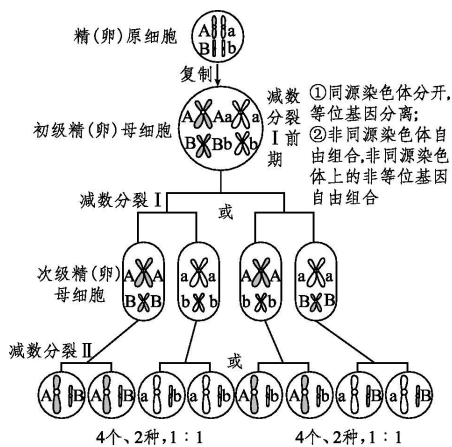 精(卵)原细胞
A a
B b
复制
初级精(卵)母细胞
A A a a
B B b b
减数分裂Ⅰ前期
①同源染色体分开,
等位基因分离;
②非同源染色体自
由组合,非同源染色
体上的非等位基因
自由组合
减数分裂Ⅰ
或
次级精(卵)
母细胞
A A a a A A a a
B B b b b b B B
减数分裂Ⅱ
或
A B A B a b a b A b A b a B a B
4个、2种,1∶1 4个、2种,1∶1